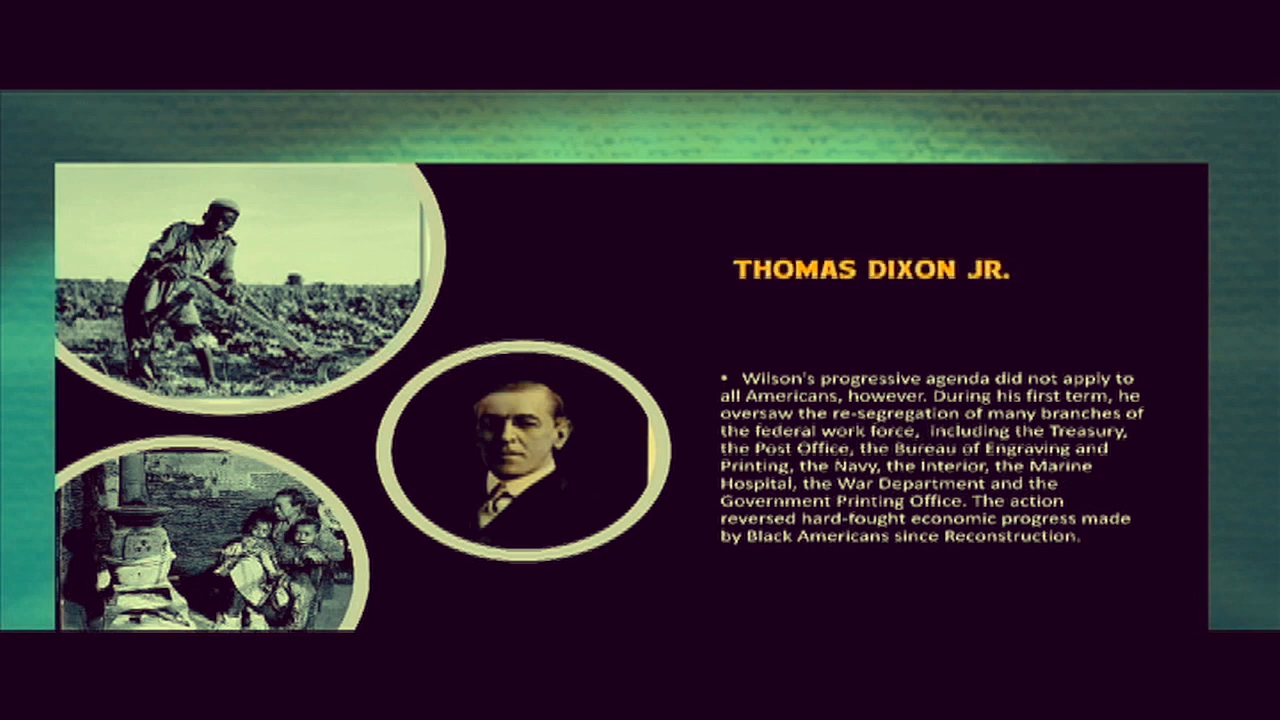 THOMAS DIXON JR.
• Wilson's progressive agenda did not apply to
all Americans, however. During his first term, he
oversaw the re-segregation of many branches of
the federal work force,  including the Treasury,
the Post Office, the Bureau of Engraving and
Printing, the Navy, the Interior, the Marine
Hospital, the War Department and the
Government Printing Office. The action
reversed hard-fought economic progress made
by Black Americans since Reconstruction.